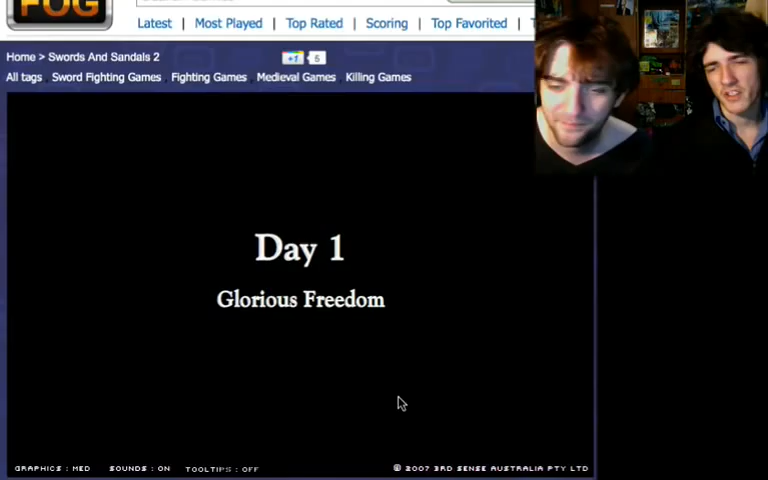 FOG
Latest | Most Played | Top Rated | Scoring | Top Favorited |
Home > Swords And Sandals 2
+1 6
All tags Sword Fighting Games Fighting Games Medieval Games Killing Games
Day 1
Glorious Freedom
GRAPHICS : MED SOUNDS : ON TOOLTIPS : OFF © 2007 3RD SENSE AUSTRALIA PTY LTD